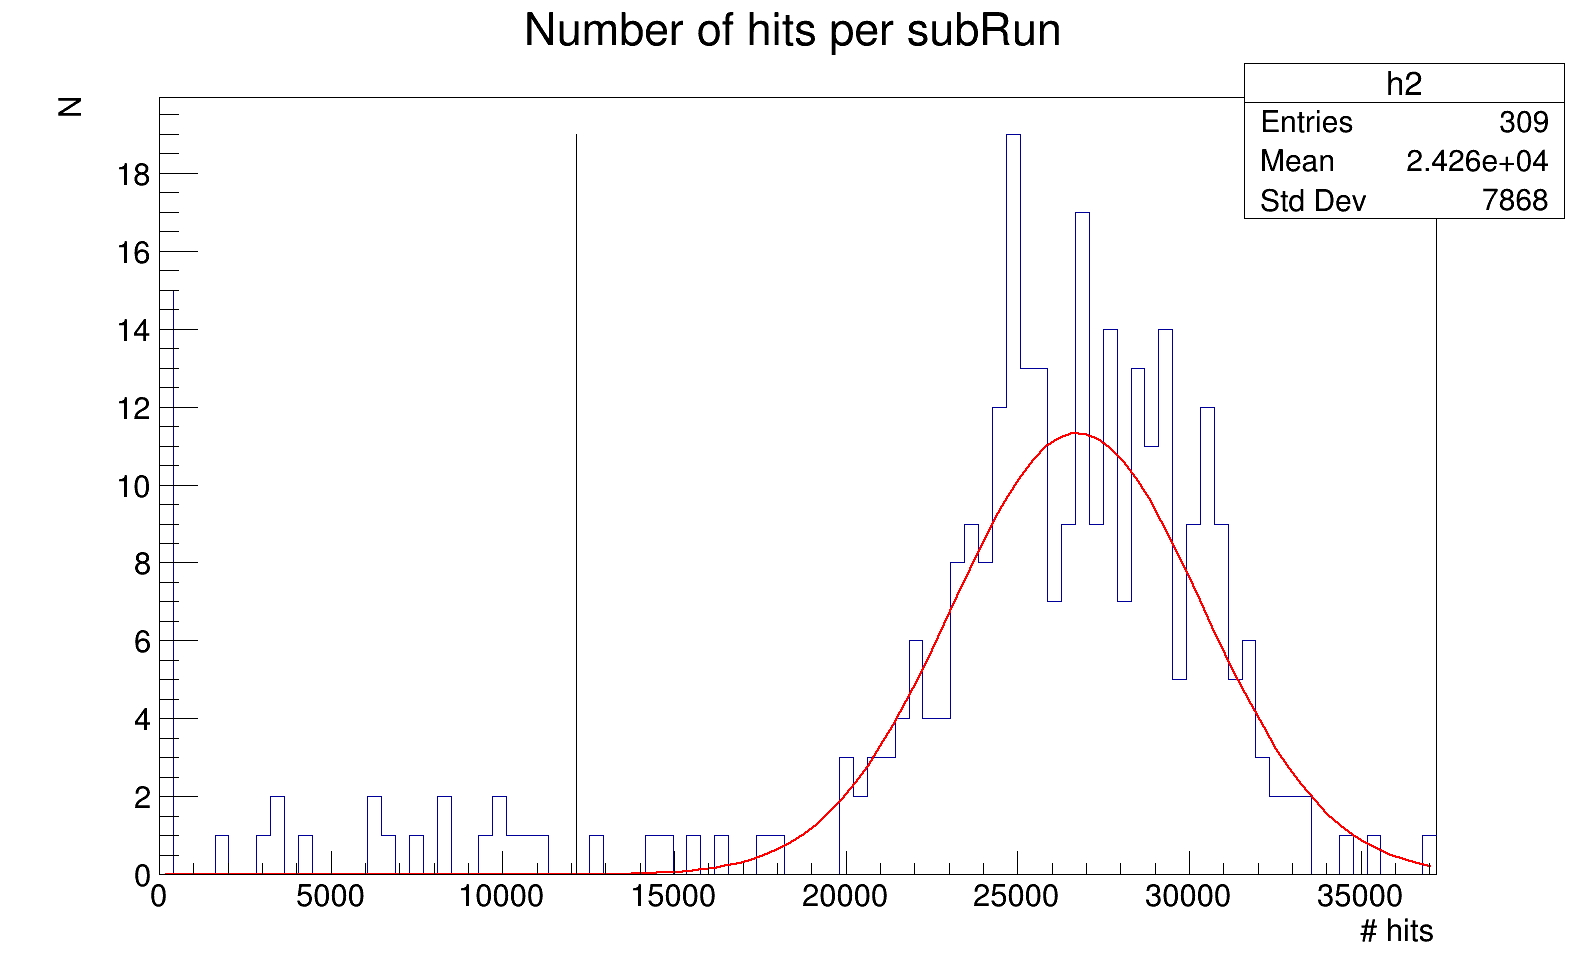 Number of hits per subRun
h2
Entries 309
Mean 2.426e+04
Std Dev 7868
N
18
16
14
12
10
8
6
4
2
0
0 5000 10000 15000 20000 25000 30000 35000
# hits